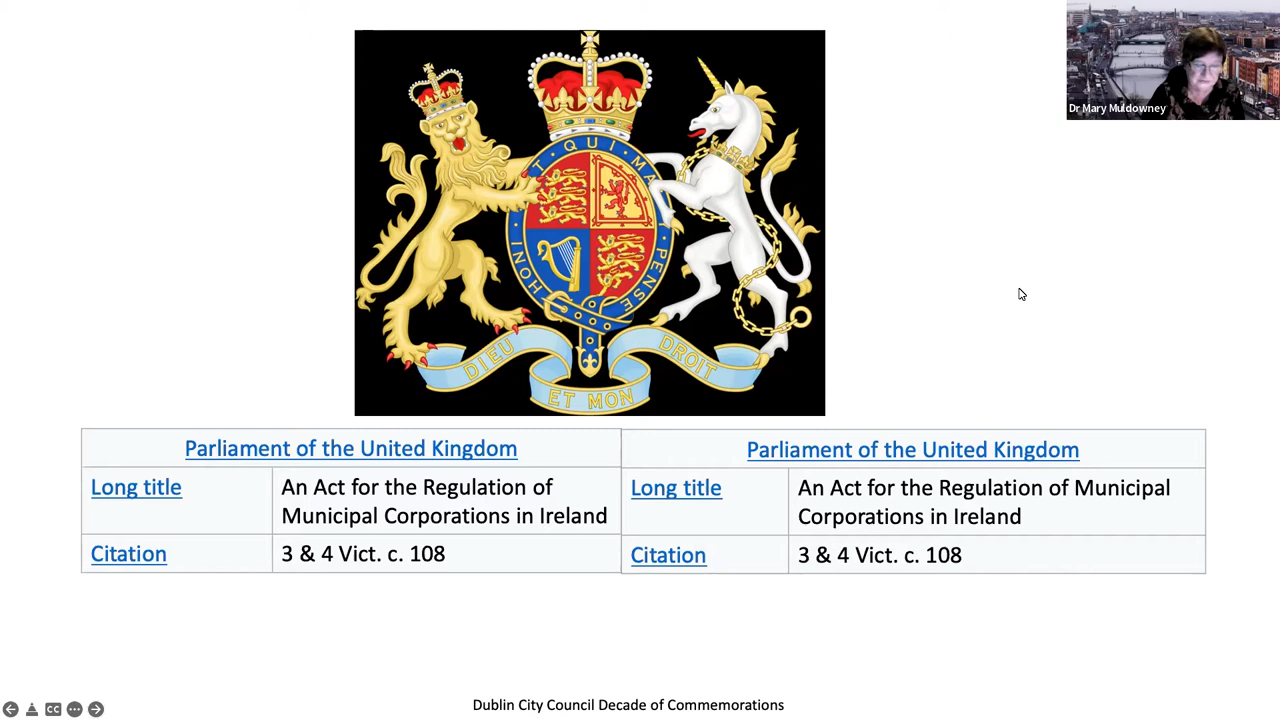 Dr Mary Muldowney
HONI
T · QUI · MA
PENSE
DIEU
ET MON
DROIT
Parliament of the United Kingdom
Long title
An Act for the Regulation of
Municipal Corporations in Ireland
Citation
3 & 4 Vict. c. 108
Parliament of the United Kingdom
Long title
An Act for the Regulation of Municipal
Corporations in Ireland
Citation
3 & 4 Vict. c. 108
CC
Dublin City Council Decade of Commemorations